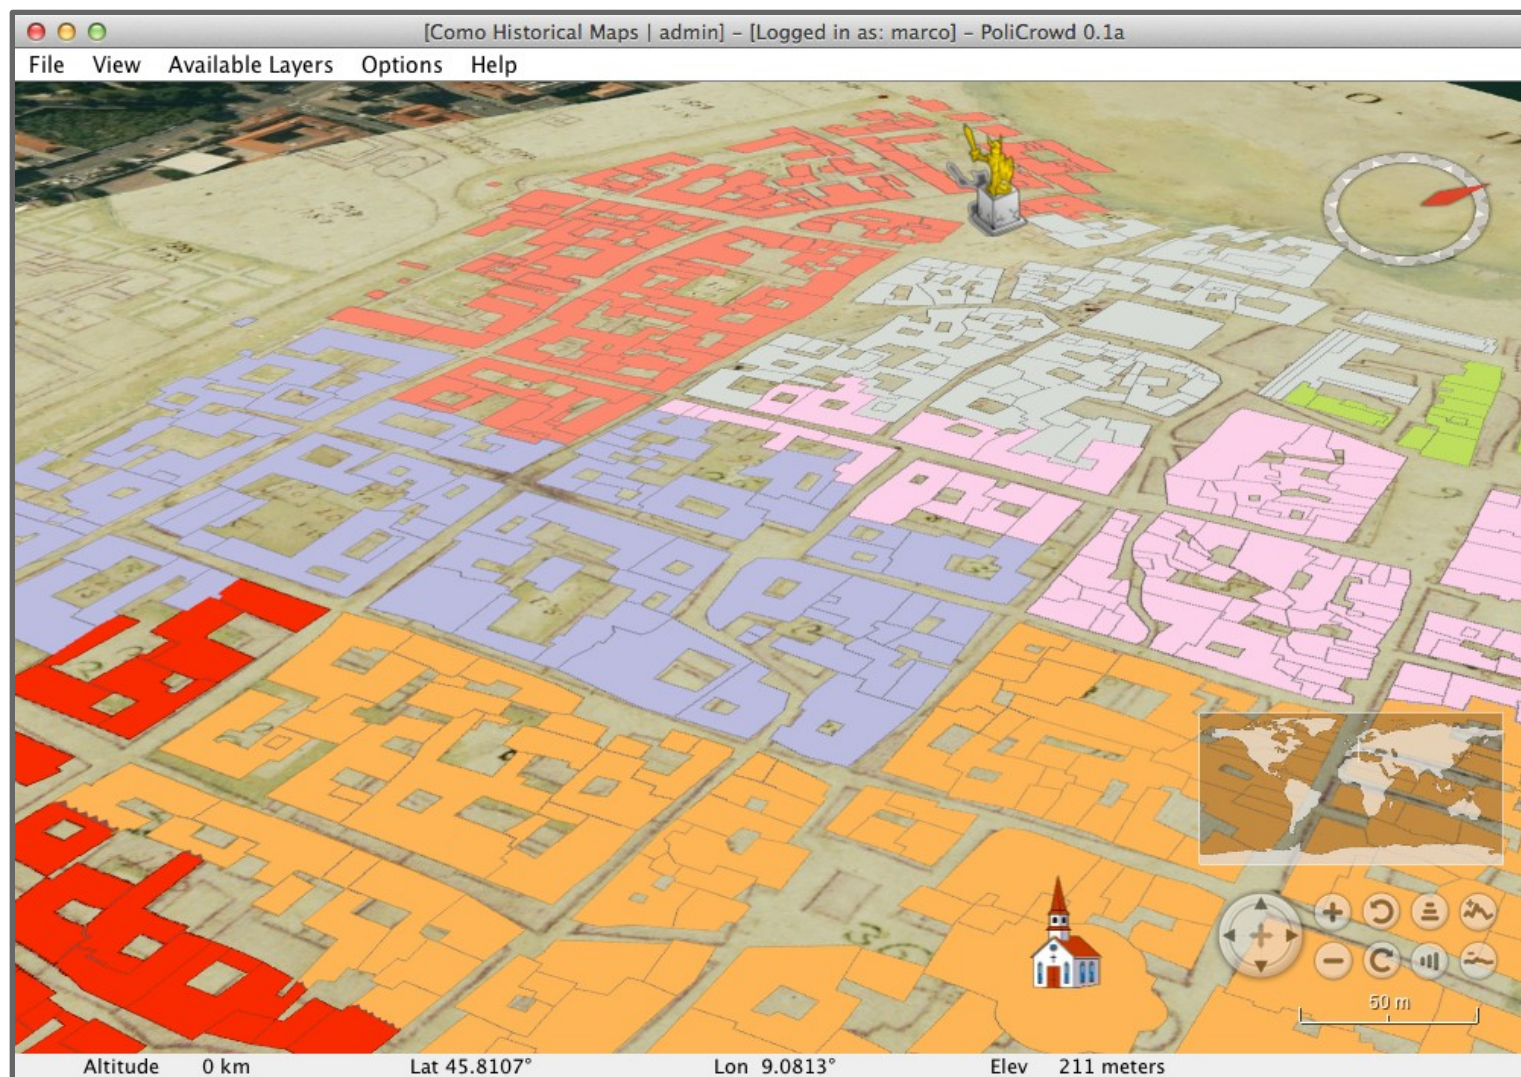 [Como Historical Maps | admin] – [Logged in as: marco] – PoliCrowd 0.1a
File View Available Layers Options Help
50 m
Altitude 0 km Lat 45.8107° Lon 9.0813° Elev 211 meters